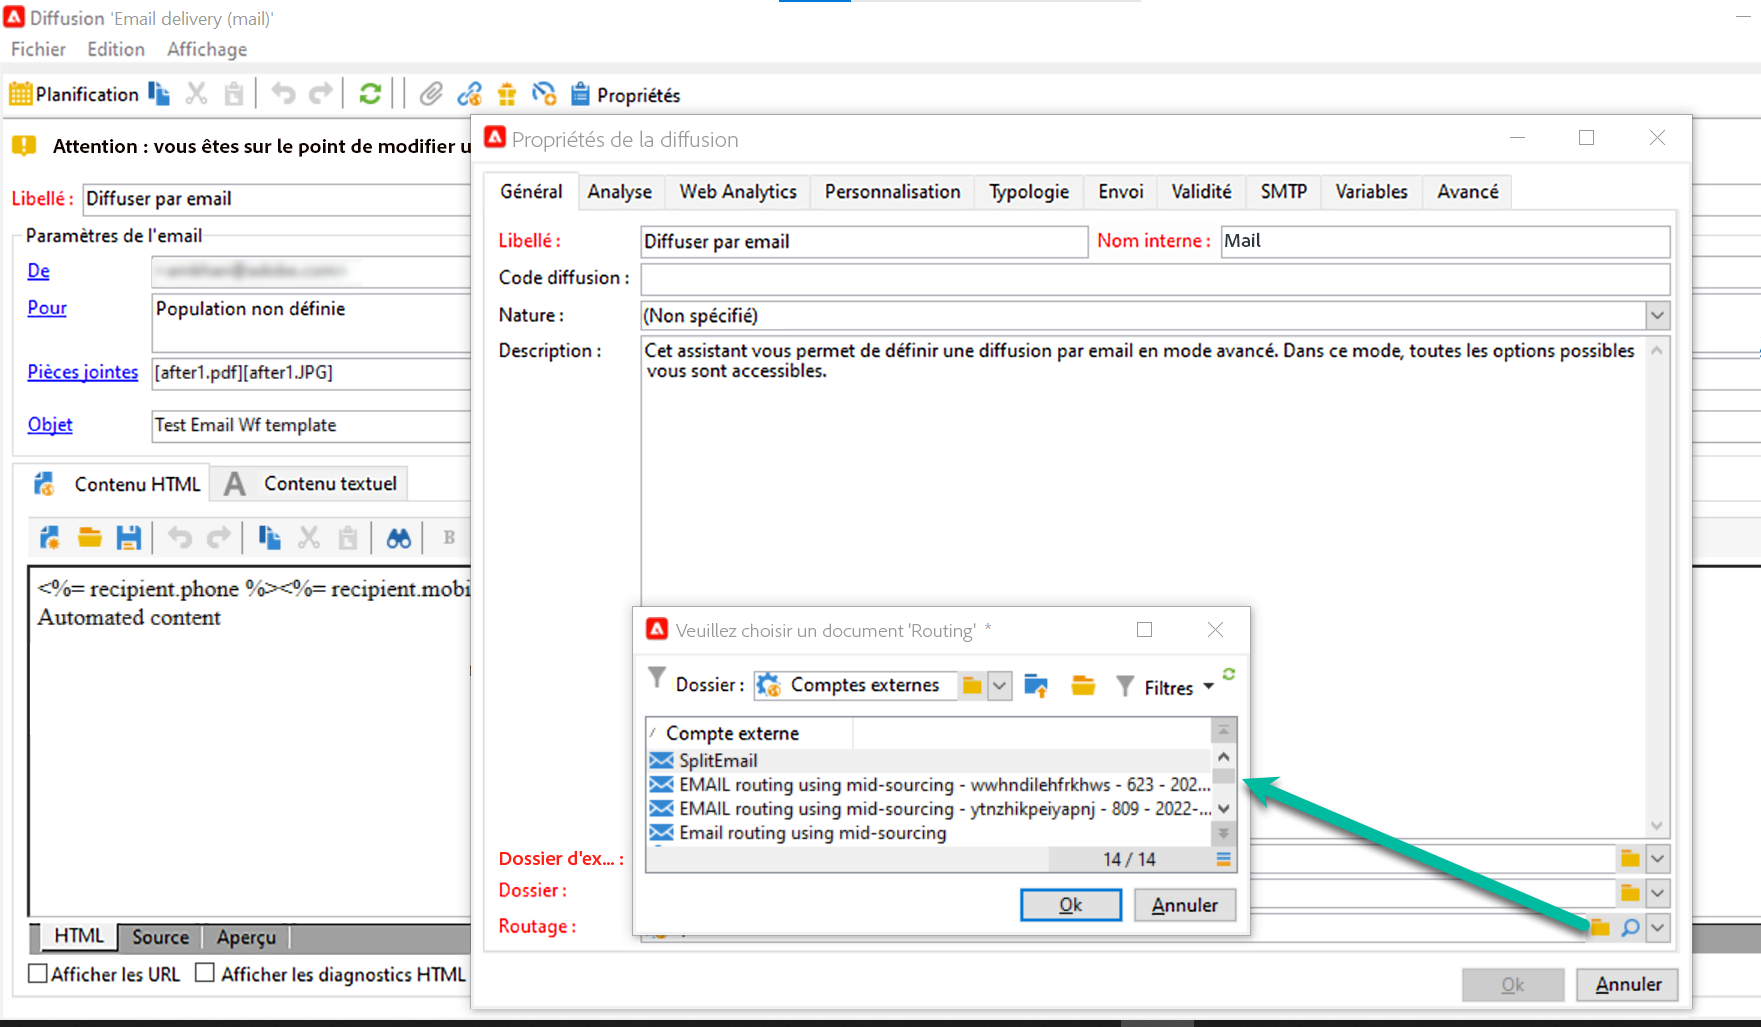 Diffusion 'Email delivery (mail)'
Fichier Edition Affichage
Planification Propriétés
Attention : vous êtes sur le point de modifier u
Libellé : Diffuser par email
Paramètres de l'email
De
Pour Population non définie
Pièces jointes [after1.pdf][after1.JPG]
Objet Test Email Wf template
Contenu HTML A Contenu textuel
B
<%= recipient.phone %><%= recipient.mobi
Automated content
HTML Source Aperçu
Afficher les URL Afficher les diagnostics HTML
Propriétés de la diffusion
Général Analyse Web Analytics Personnalisation Typologie Envoi Validité SMTP Variables Avancé
Libellé : Diffuser par email Nom interne : Mail
Code diffusion :
Nature : (Non spécifié)
Description : Cet assistant vous permet de définir une diffusion par email en mode avancé. Dans ce mode, toutes les options possibles
vous sont accessibles.
Dossier d'ex... :
Dossier :
Routage :
Ok Annuler
Veuillez choisir un document 'Routing' *
Dossier : Comptes externes Filtres
Compte externe
SplitEmail
EMAIL routing using mid-sourcing - wwhndilehfrkhws - 623 - 202...
EMAIL routing using mid-sourcing - ytnzhikpeiyapnj - 809 - 2022-...
Email routing using mid-sourcing
14 / 14
Ok Annuler